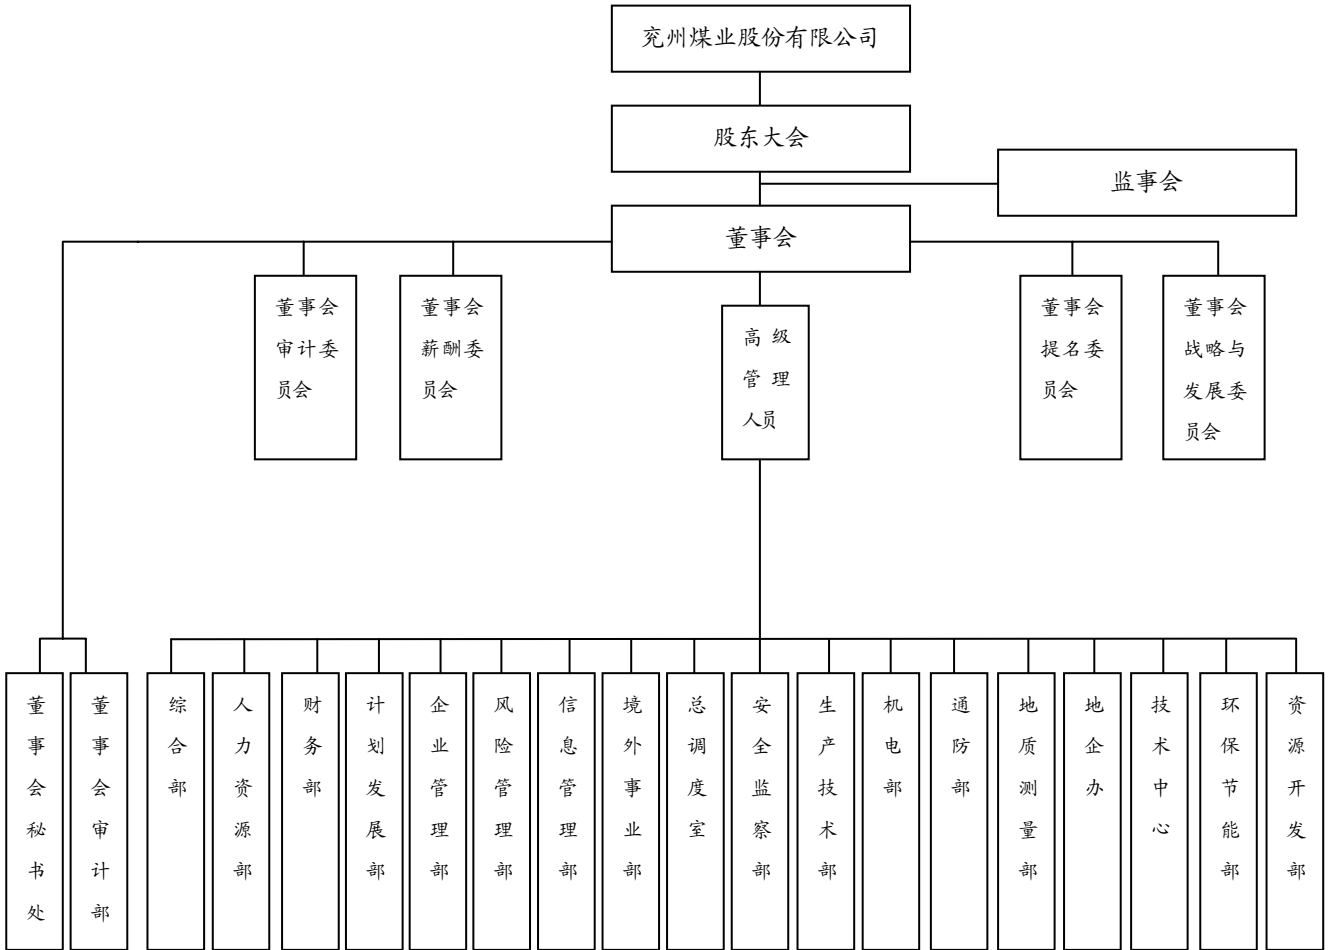 兖州煤业股份有限公司
股东大会
监事会
董事会
董事会
审计委
员会
董事会
薪酬委
员会
高级
管理
人员
董事会
提名委
员会
董事会
战略与
发展委
员会
董事会秘书处
董事会审计部
综合部
人力资源部
财务部
计划发展部
企业管理部
风险管理部
信息管理部
境外事业部
总调度室
安全监察部
生产技术部
机电部
通防部
地质测量部
地企办
技术中心
环保节能部
资源开发部